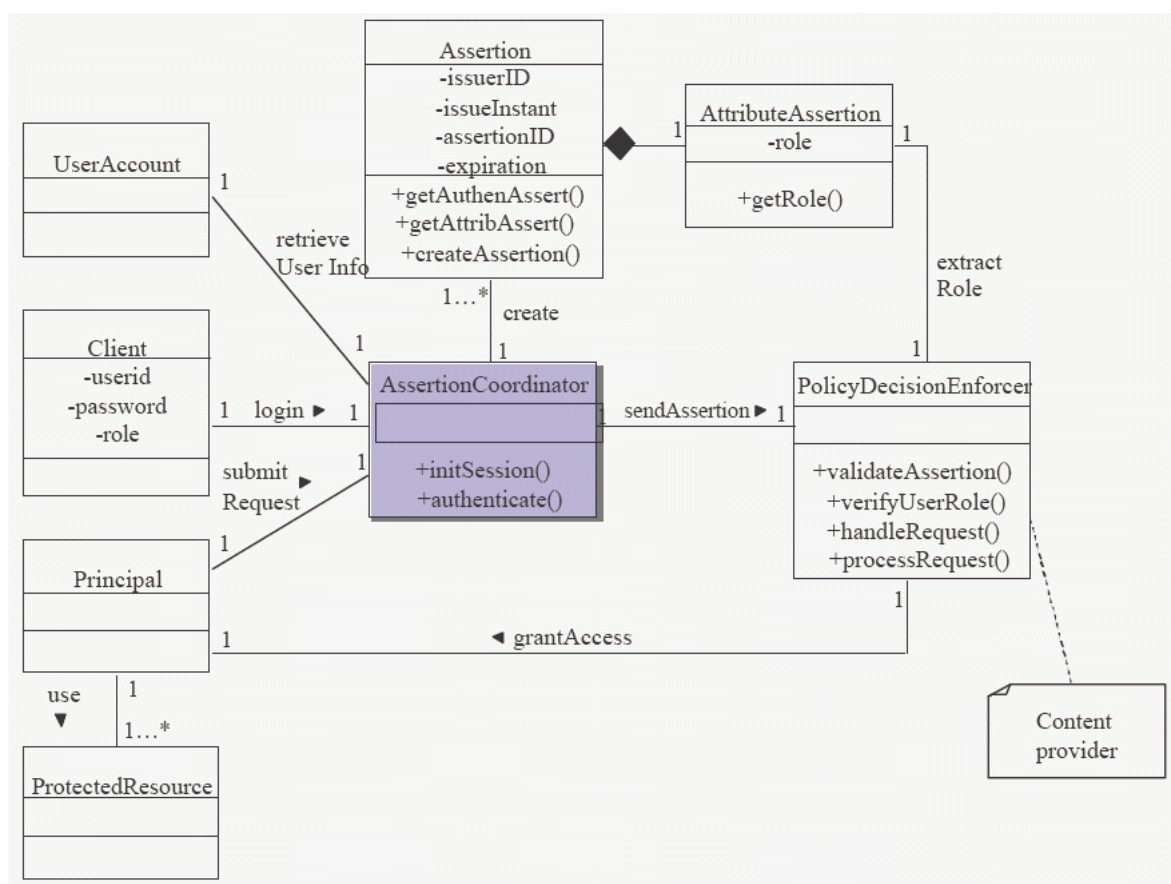 Assertion
-issuerID
-issueInstant
-assertionID
-expiration
+getAuthenAssert()
+getAttribAssert()
+createAssertion()
1
AttributeAssertion
-role
+getRole()
1
UserAccount
1
retrieve
User Info
1
extract
Role
1
1...*
create
1
Client
-userid
-password
-role
1
login ►
1
AssertionCoordinator
+initSession()
+authenticate()
1
sendAssertion ►
1
PolicyDecisionEnforcer
+validateAssertion()
+verifyUserRole()
+handleRequest()
+processRequest()
submit ►
Request
1
1
Principal
1
◄ grantAccess
1
use
▼
1
1...*
ProtectedResource
Content
provider